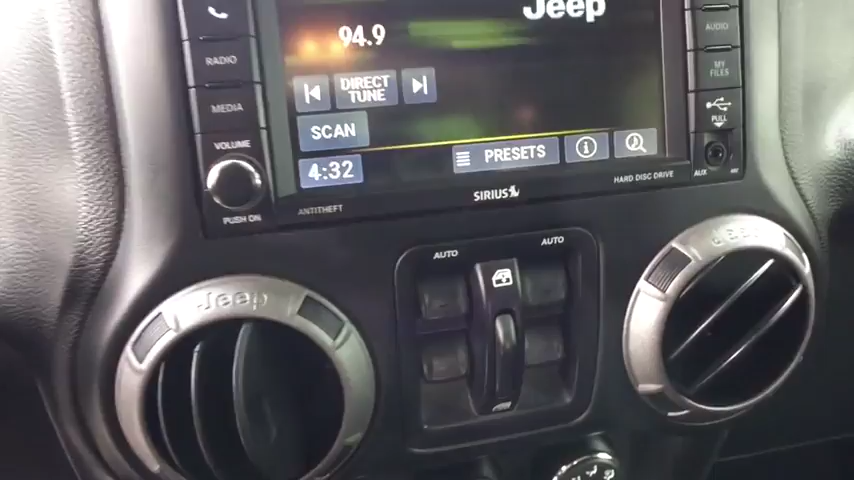 Jeep
94.9
DIRECT
TUNE
SCAN
4:32
PRESETS
RADIO
MEDIA
VOLUME
PUSH ON
ANTITHEFT
SIRIUS
HARD DISC DRIVE
AUDIO
MY
FILES
PULL
AUX
AUTO
AUTO
Jeep
Jeep